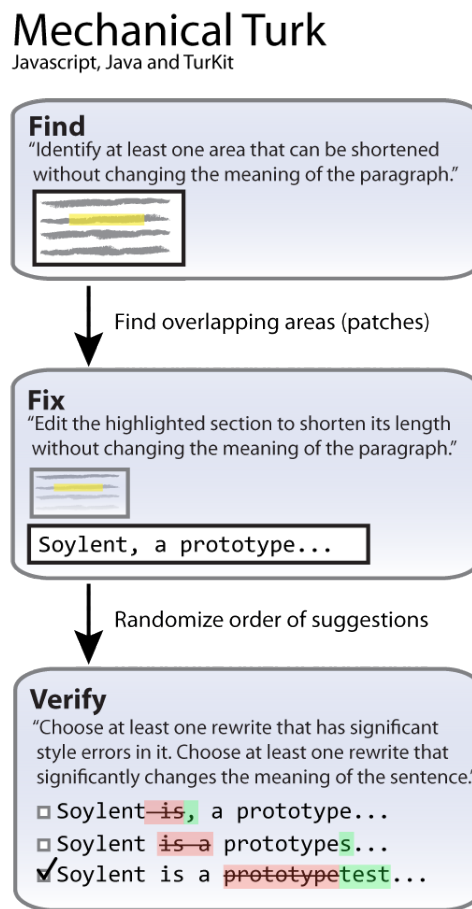 Mechanical Turk
Javascript, Java and TurKit
Find
“Identify at least one area that can be shortened
without changing the meaning of the paragraph.”
Find overlapping areas (patches)
Fix
“Edit the highlighted section to shorten its length
without changing the meaning of the paragraph.”
Soylent, a prototype...
Randomize order of suggestions
Verify
“Choose at least one rewrite that has significant
style errors in it. Choose at least one rewrite that
significantly changes the meaning of the sentence.”
Soylent is, a prototype...
Soylent is a prototypes...
Soylent is a prototypetest...